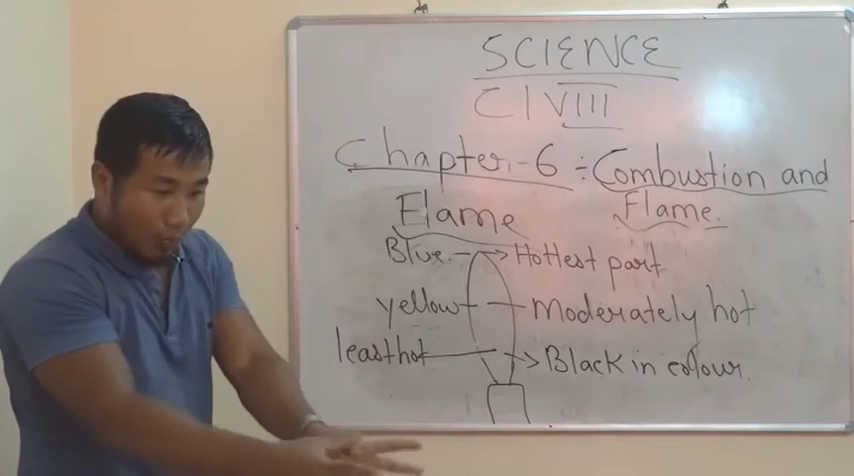 SCIENCE
Cl VIII
Chapter-6 ÷ Combustion and
Flame.
Flame
Blue → Hottest part
yellow Moderately hot
least hot → Black in colour.